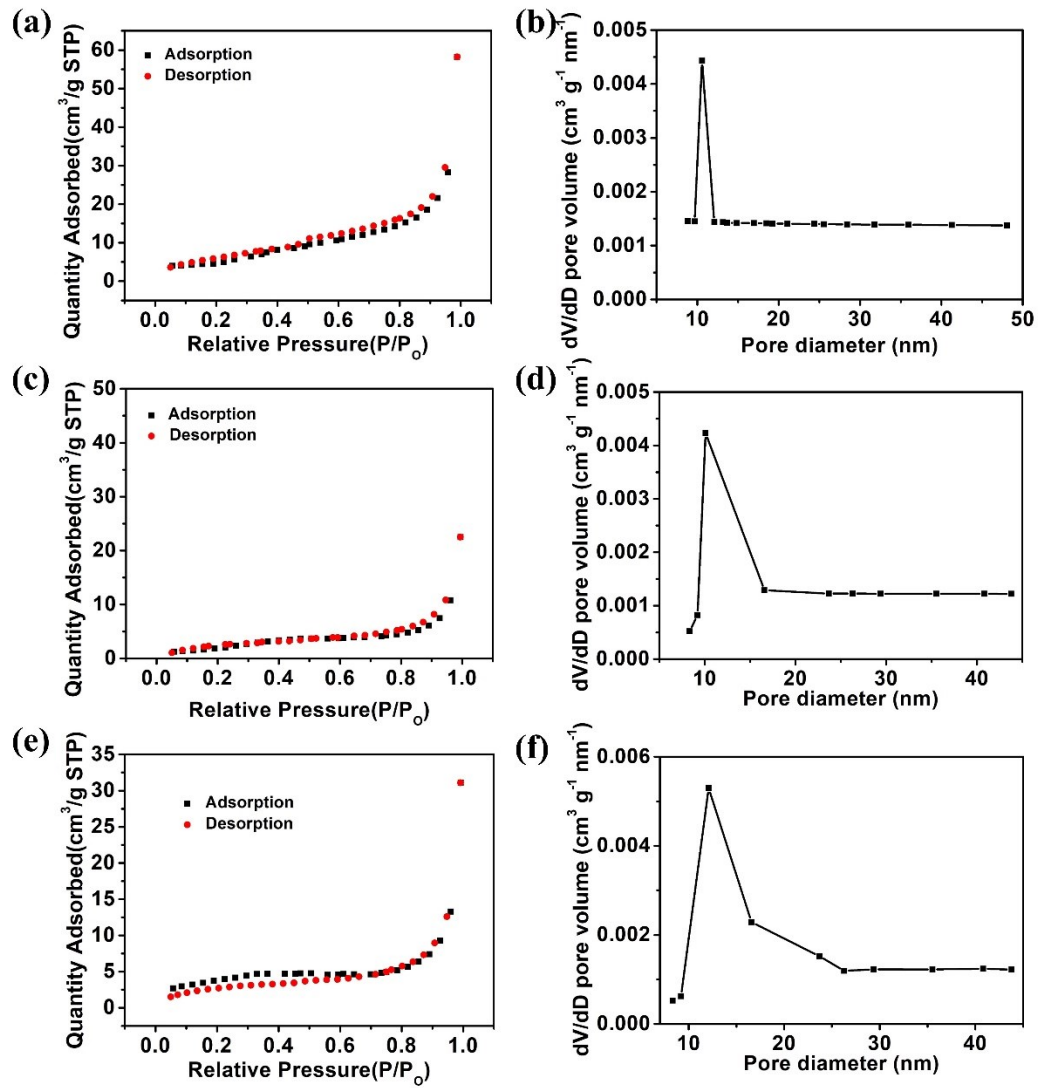 (a)
Quantity Adsorbed(cm³/g STP)
60
50
40
30
20
10
0
Adsorption
Desorption
0.0 0.2 0.4 0.6 0.8 1.0
Relative Pressure(P/P₀)
(b)
dV/dD pore volume (cm³ g⁻¹ nm⁻¹)
0.005
0.004
0.003
0.002
0.001
0.000
10 20 30 40 50
Pore diameter (nm)
(c)
Quantity Adsorbed(cm³/g STP)
50
40
30
20
10
0
Adsorption
Desorption
0.0 0.2 0.4 0.6 0.8 1.0
Relative Pressure(P/P₀)
(d)
dV/dD pore volume (cm³ g⁻¹ nm⁻¹)
0.005
0.004
0.003
0.002
0.001
0.000
10 20 30 40
Pore diameter (nm)
(e)
Quantity Adsorbed(cm³/g STP)
35
30
25
20
15
10
5
0
Adsorption
Desorption
0.0 0.2 0.4 0.6 0.8 1.0
Relative Pressure(P/P₀)
(f)
dV/dD pore volume (cm³ g⁻¹ nm⁻¹)
0.006
0.004
0.002
0.000
10 20 30 40
Pore diameter (nm)